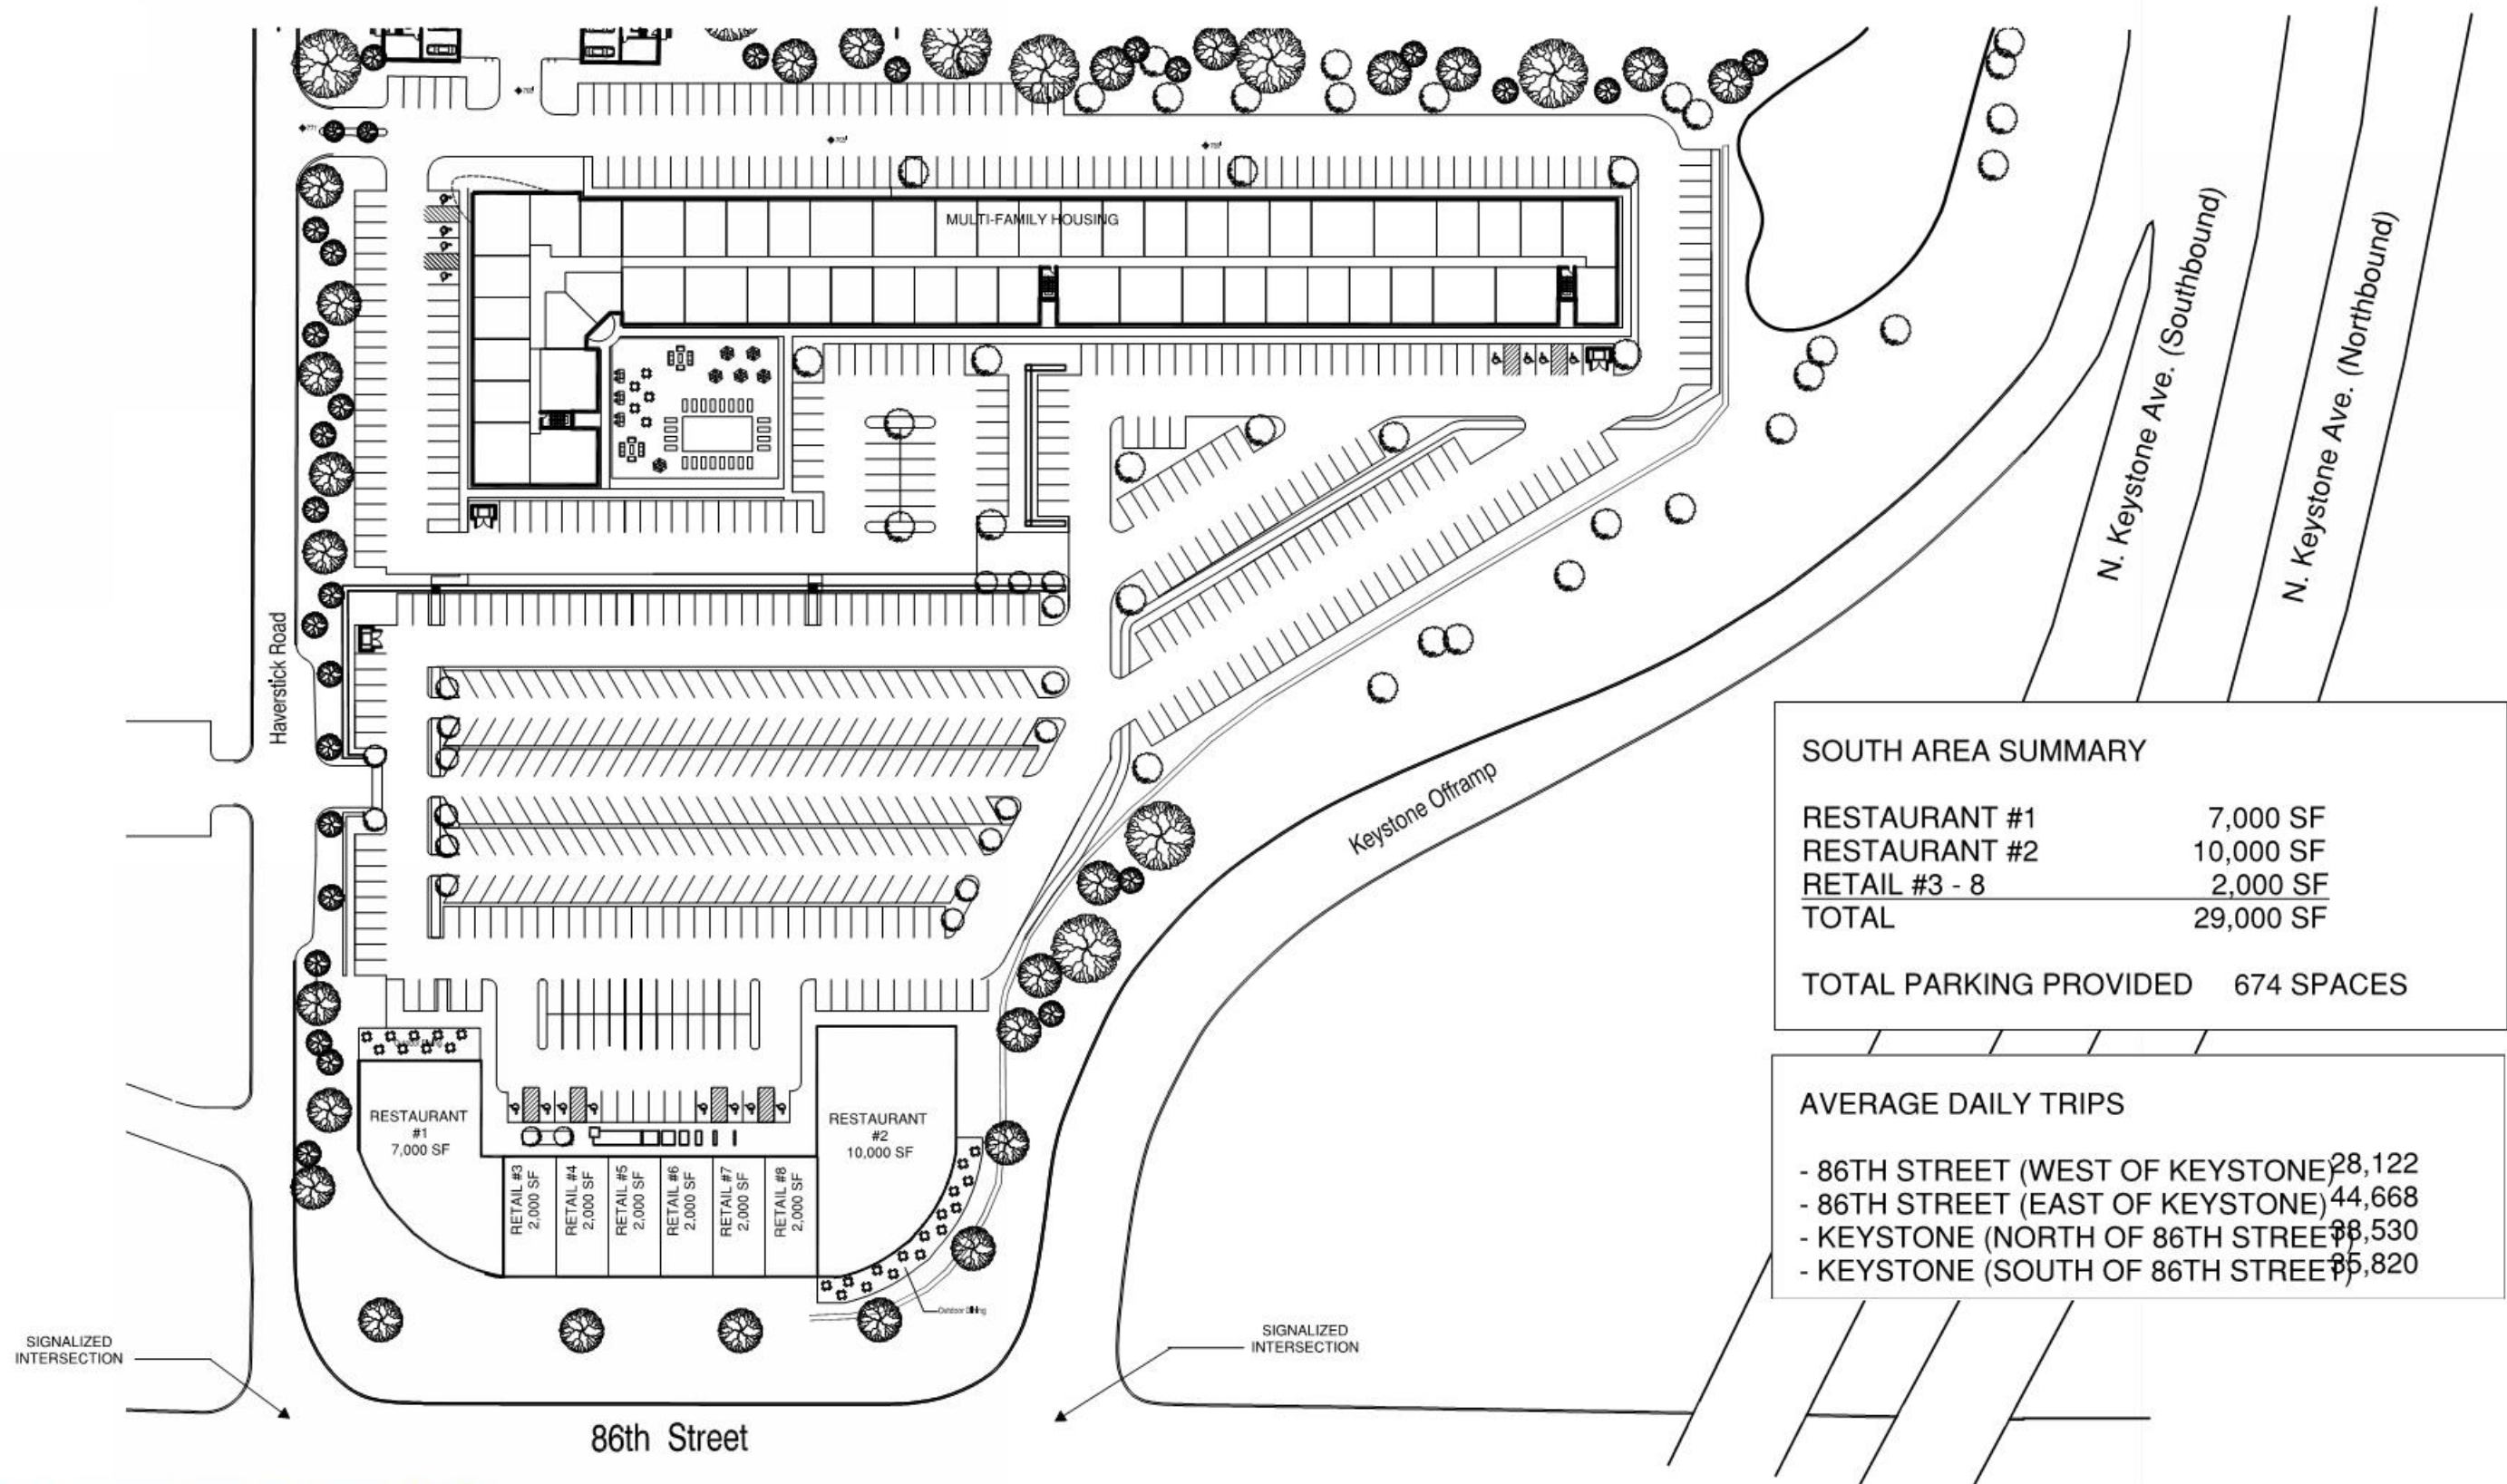 MULTI-FAMILY HOUSING
N. Keystone Ave. (Southbound)
N. Keystone Ave. (Northbound)
Haverstick Road
Keystone Offramp
SOUTH AREA SUMMARY
RESTAURANT #1 7,000 SF
RESTAURANT #2 10,000 SF
RETAIL #3 - 8 2,000 SF
TOTAL 29,000 SF
TOTAL PARKING PROVIDED 674 SPACES
AVERAGE DAILY TRIPS
- 86TH STREET (WEST OF KEYSTONE) 28,122
- 86TH STREET (EAST OF KEYSTONE) 44,668
- KEYSTONE (NORTH OF 86TH STREET) 38,530
- KEYSTONE (SOUTH OF 86TH STREET) 35,820
RESTAURANT
#1
7,000 SF
RESTAURANT
#2
10,000 SF
RETAIL #3
2,000 SF
RETAIL #4
2,000 SF
RETAIL #5
2,000 SF
RETAIL #6
2,000 SF
RETAIL #7
2,000 SF
RETAIL #8
2,000 SF
Outdoor Dining
SIGNALIZED
INTERSECTION
SIGNALIZED
INTERSECTION
86th Street